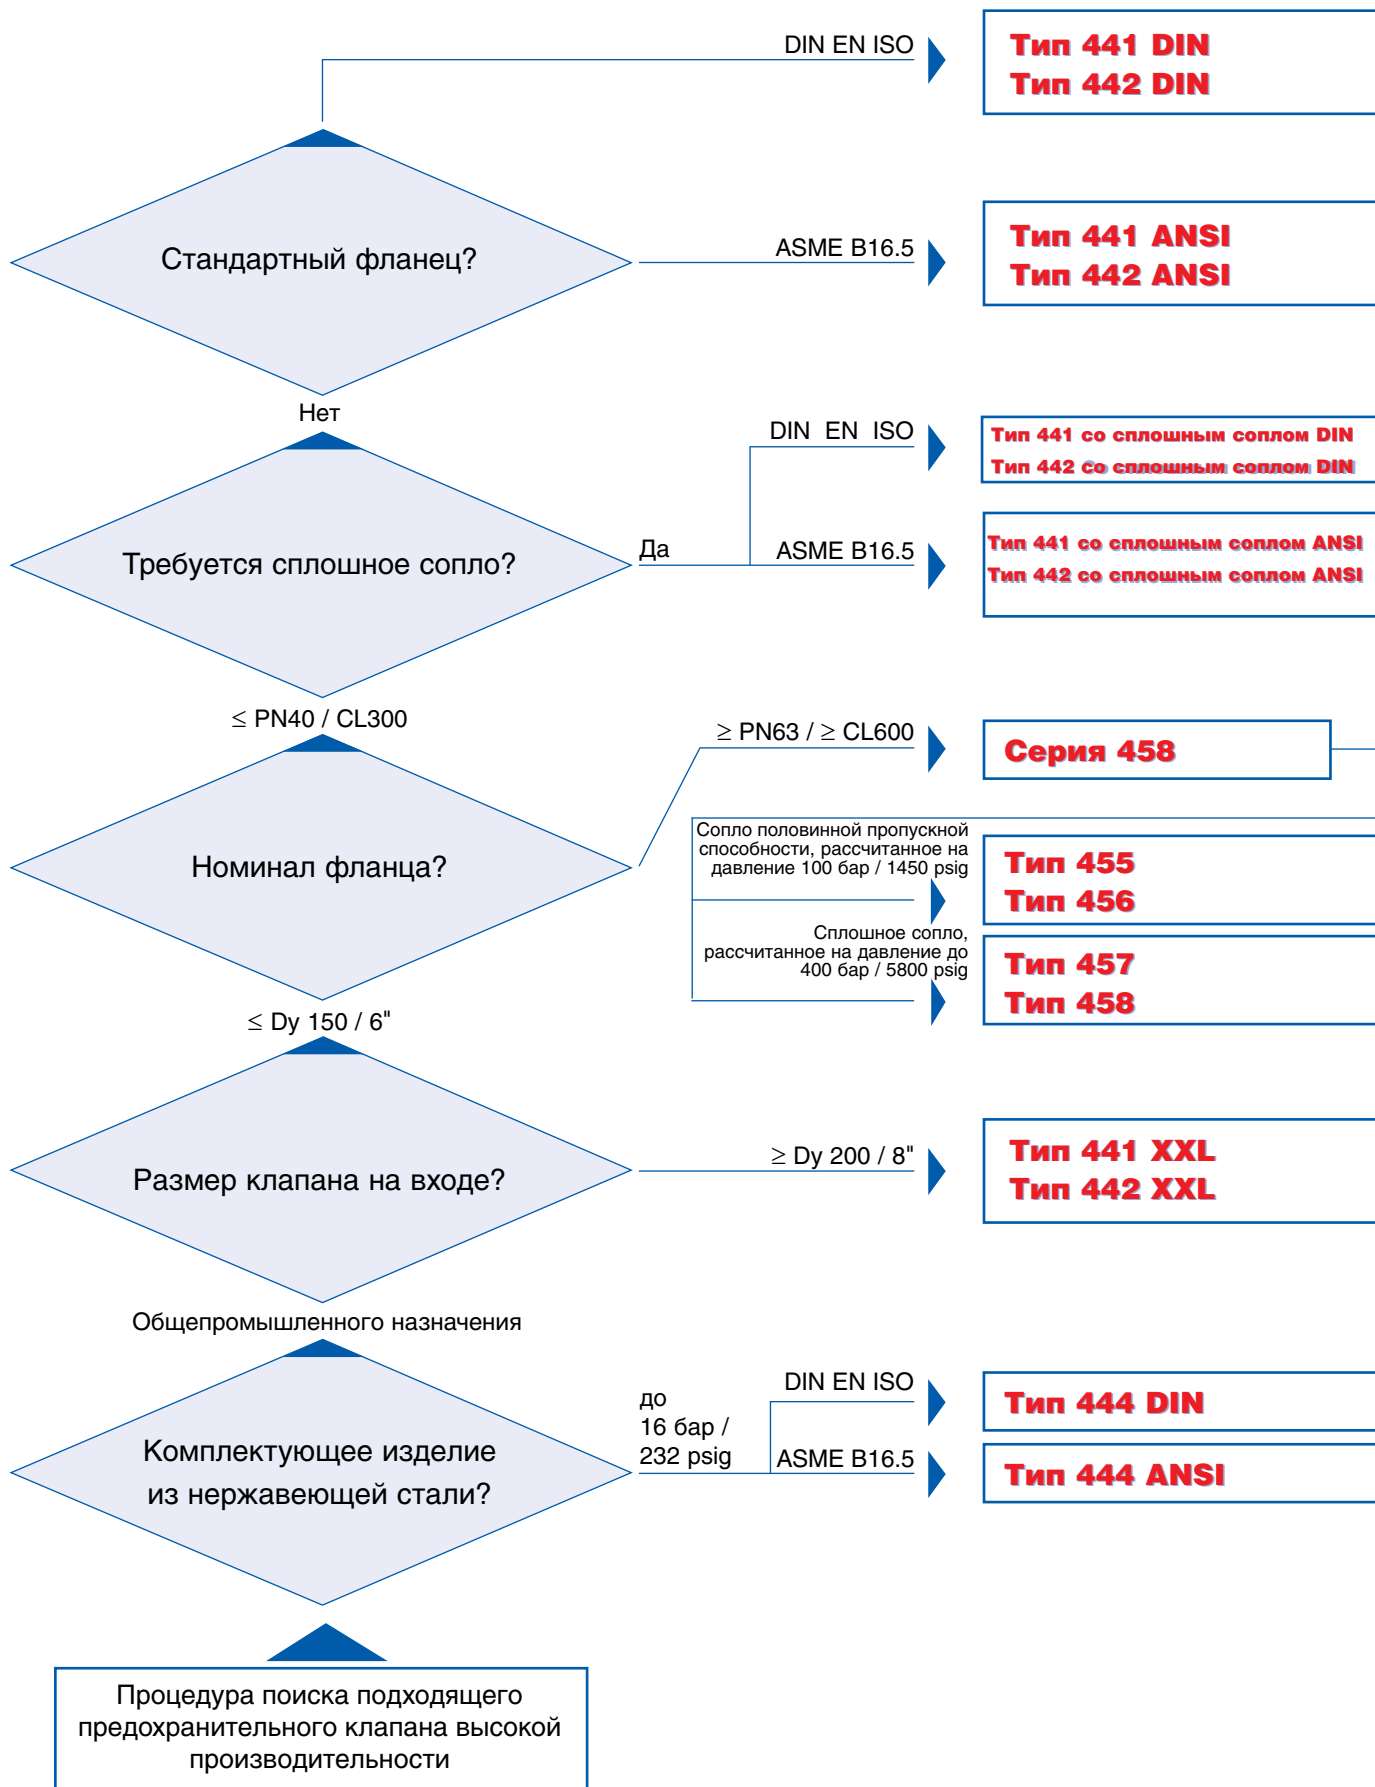 DIN EN ISO
Тип 441 DIN
Тип 442 DIN
Стандартный фланец?
ASME B16.5
Тип 441 ANSI
Тип 442 ANSI
Нет
DIN EN ISO
Тип 441 со сплошным соплом DIN
Тип 442 со сплошным соплом DIN
Требуется сплошное сопло?
Да
ASME B16.5
Тип 441 со сплошным соплом ANSI
Тип 442 со сплошным соплом ANSI
≤ PN40 / CL300
≥ PN63 / ≥ CL600
Серия 458
Номинал фланца?
Сопло половинной пропускной
способности, рассчитанное на
давление 100 бар / 1450 psig
Тип 455
Тип 456
Сплошное сопло,
рассчитанное на давление до
400 бар / 5800 psig
Тип 457
Тип 458
≤ Dy 150 / 6"
Размер клапана на входе?
≥ Dy 200 / 8"
Тип 441 XXL
Тип 442 XXL
Общепромышленного назначения
Комплектующее изделие
из нержавеющей стали?
до
16 бар /
232 psig
DIN EN ISO
Тип 444 DIN
ASME B16.5
Тип 444 ANSI
Процедура поиска подходящего
предохранительного клапана высокой
производительности